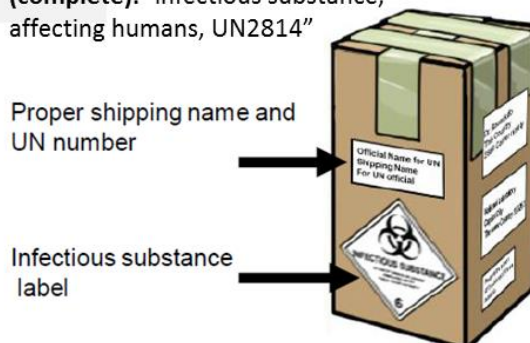 (complete): "Infectious substance,
affecting humans, UN2814"
Proper shipping name and
UN number
Official Name for UN
Shipping Name
For UN official
INFECTIOUS SUBSTANCE
6
Infectious substance
label